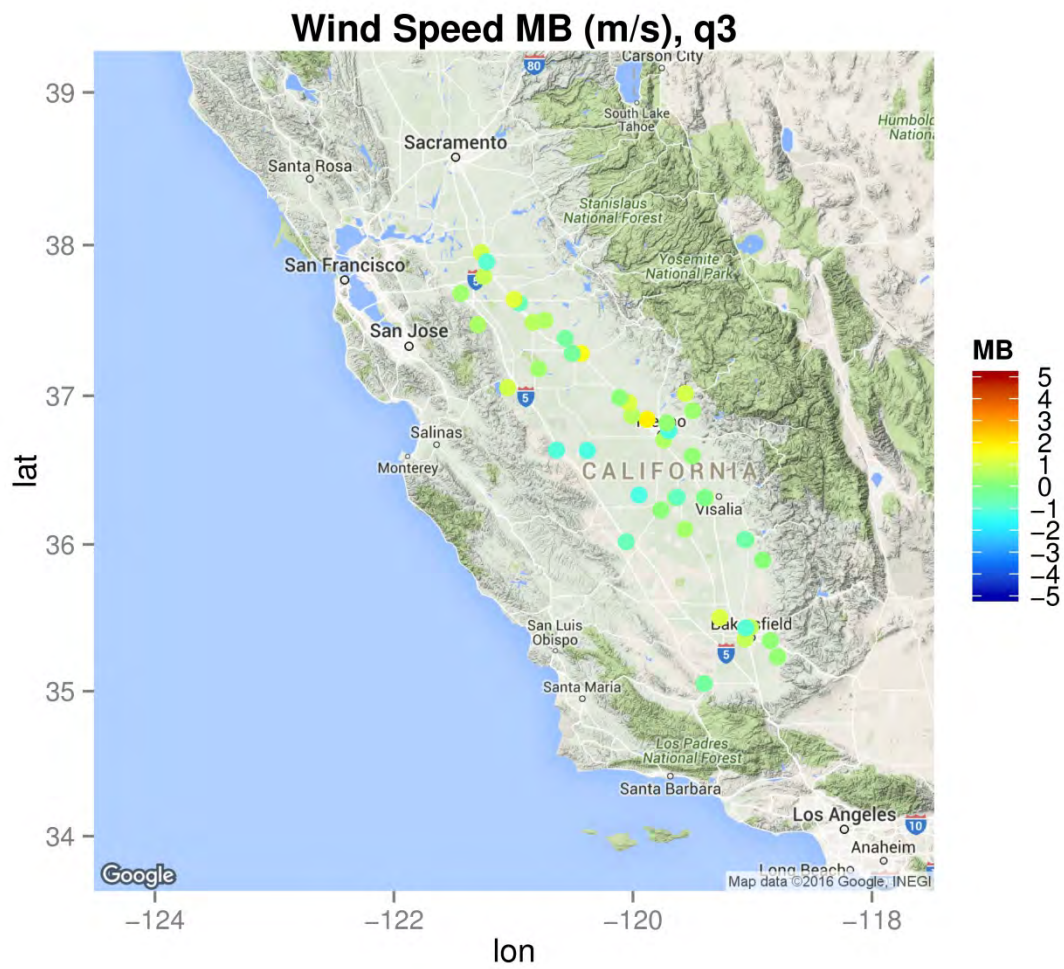 Wind Speed MB (m/s), q3
lat
39
38
37
36
35
34
80
Carson City
South Lake
Tahoe
Humbol
Nationa
Sacramento
Santa Rosa
Stanislaus
National Forest
San Francisco
5
Yosemite
National Park
San Jose
5
Salinas
Monterey
CALIFORNIA
Visalia
San Luis
Obispo
Bakersfield
5
Santa Maria
Los Padres
National Forest
Santa Barbara
Los Angeles
10
Anaheim
Long Beach
Google
Map data ©2016 Google, INEGI
−124
−122
−120
−118
lon
MB
5
4
3
2
1
0
−1
−2
−3
−4
−5